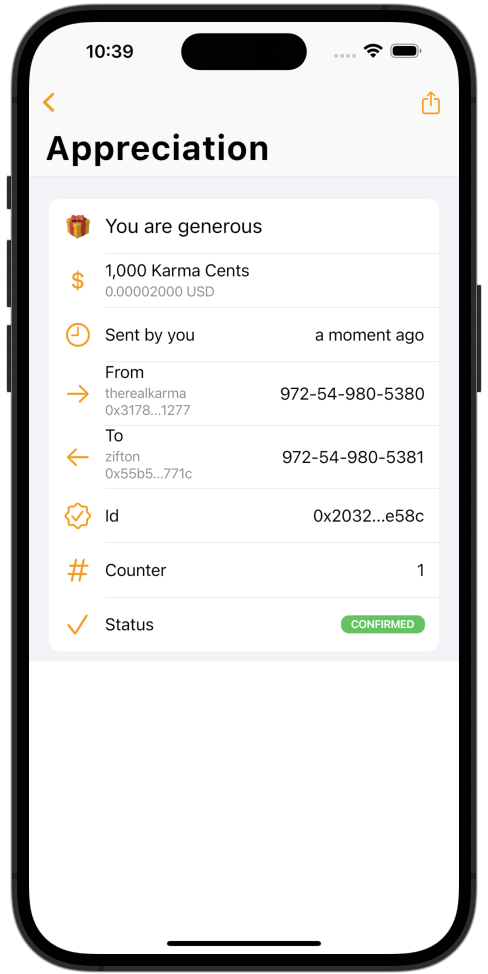 10:39
Appreciation
You are generous
$ 1,000 Karma Cents
0.00002000 USD
Sent by you a moment ago
From
therealkarma
972-54-980-5380
0x3178...1277
To
zifton
972-54-980-5381
0x55b5...771c
Id 0x2032...e58c
# Counter 1
Status CONFIRMED